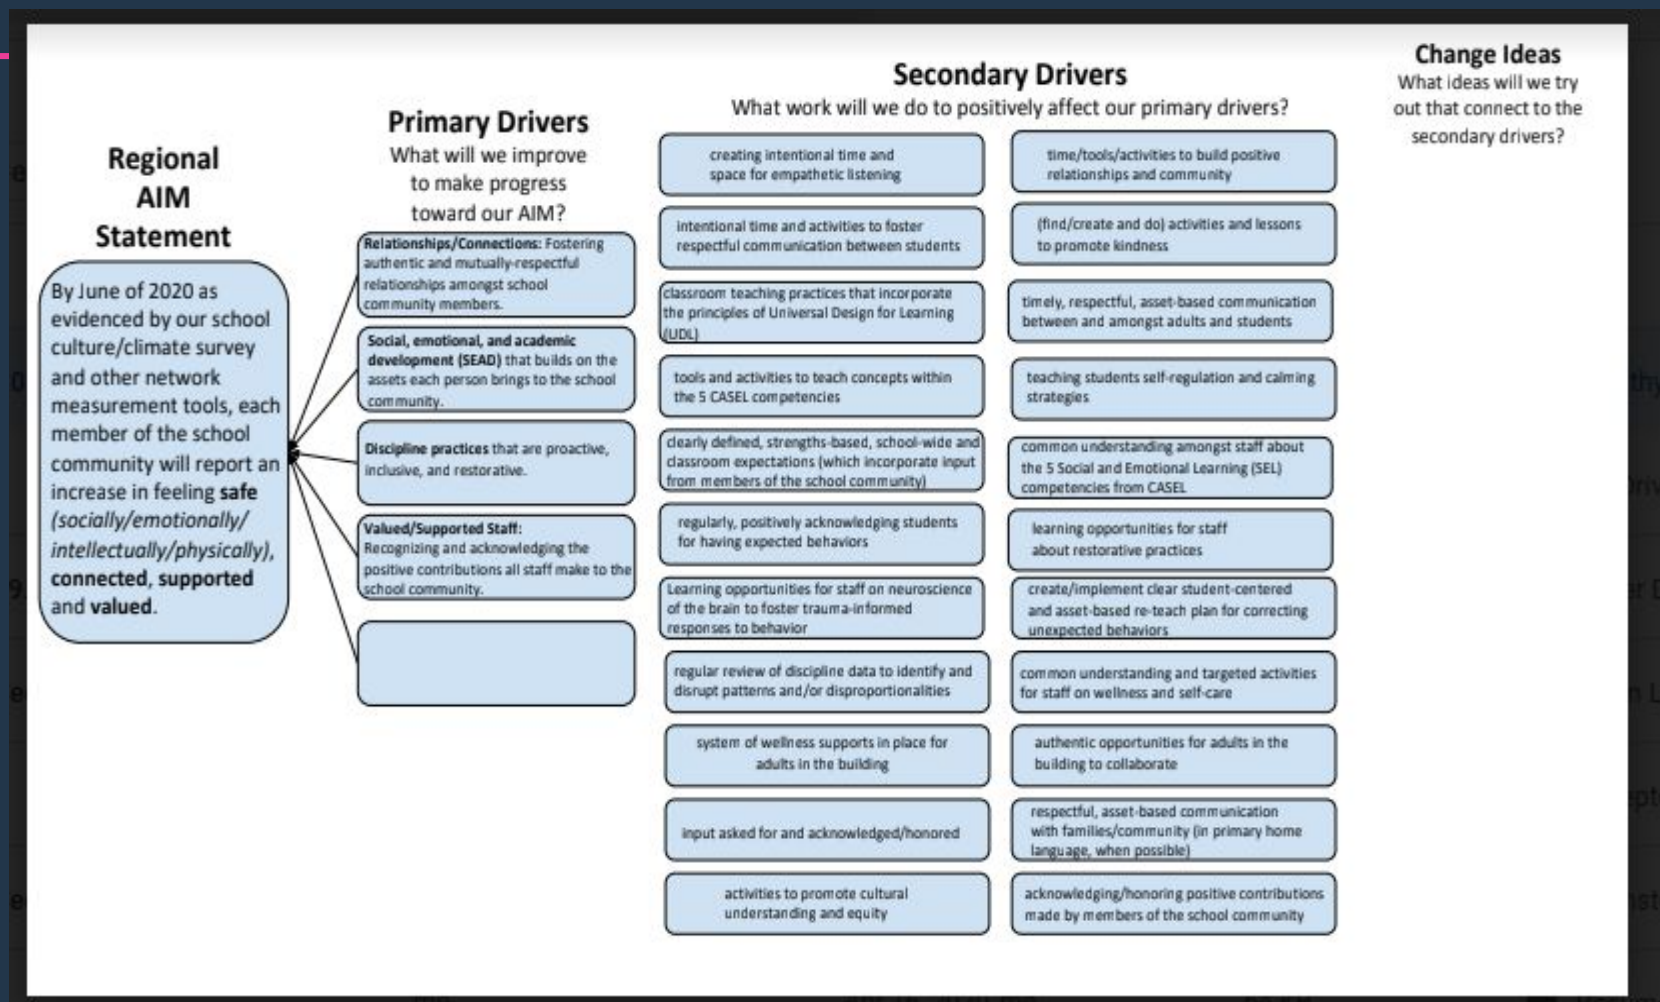 Regional
AIM
Statement
By June of 2020 as
evidenced by our school
culture/climate survey
and other network
measurement tools, each
member of the school
community will report an
increase in feeling safe
(socially/emotionally/
intellectually/physically),
connected, supported
and valued.
Primary Drivers
What will we improve
to make progress
toward our AIM?
Relationships/Connections: Fostering
authentic and mutually-respectful
relationships amongst school
community members.
Social, emotional, and academic
development (SEAD) that builds on the
assets each person brings to the school
community.
Discipline practices that are proactive,
inclusive, and restorative.
Valued/Supported Staff:
Recognizing and acknowledging the
positive contributions all staff make to the
school community.
Secondary Drivers
What work will we do to positively affect our primary drivers?
creating intentional time and
space for empathetic listening
time/tools/activities to build positive
relationships and community
intentional time and activities to foster
respectful communication between students
(find/create and do) activities and lessons
to promote kindness
classroom teaching practices that incorporate
the principles of Universal Design for Learning
(UDL)
timely, respectful, asset-based communication
between and amongst adults and students
tools and activities to teach concepts within
the 5 CASEL competencies
teaching students self-regulation and calming
strategies
clearly defined, strengths-based, school-wide and
classroom expectations (which incorporate input
from members of the school community)
common understanding amongst staff about
the 5 Social and Emotional Learning (SEL)
competencies from CASEL
regularly, positively acknowledging students
for having expected behaviors
learning opportunities for staff
about restorative practices
Learning opportunities for staff on neuroscience
of the brain to foster trauma-informed
responses to behavior
create/implement clear student-centered
and asset-based re-teach plan for correcting
unexpected behaviors
regular review of discipline data to identify and
disrupt patterns and/or disproportionalities
common understanding and targeted activities
for staff on wellness and self-care
system of wellness supports in place for
adults in the building
authentic opportunities for adults in the
building to collaborate
input asked for and acknowledged/honored
respectful, asset-based communication
with families/community (in primary home
language, when possible)
activities to promote cultural
understanding and equity
acknowledging/honoring positive contributions
made by members of the school community
Change Ideas
What ideas will we try
out that connect to the
secondary drivers?